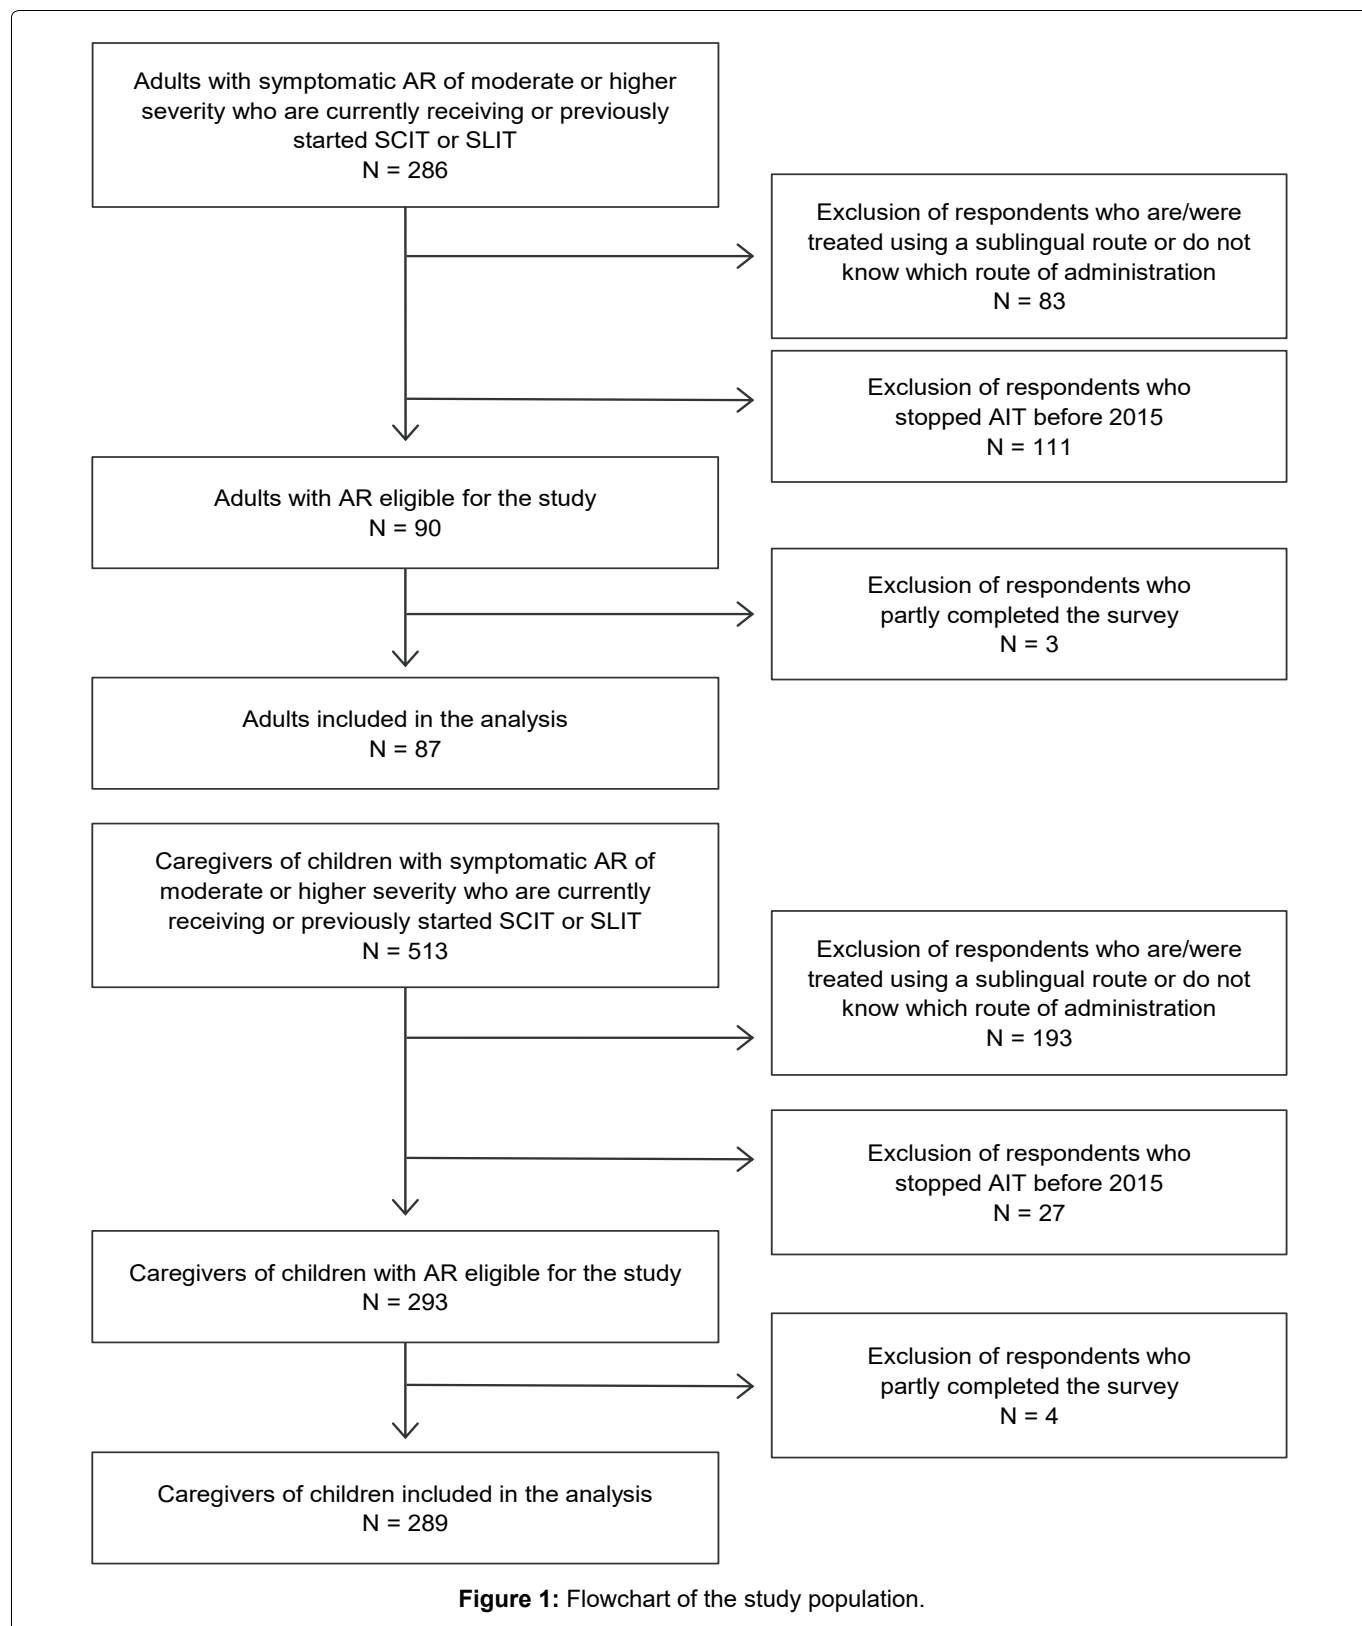 Adults with symptomatic AR of moderate or higher
severity who are currently receiving or previously
started SCIT or SLIT
N = 286
Exclusion of respondents who are/were
treated using a sublingual route or do not
know which route of administration
N = 83
Exclusion of respondents who
stopped AIT before 2015
N = 111
Adults with AR eligible for the study
N = 90
Exclusion of respondents who
partly completed the survey
N = 3
Adults included in the analysis
N = 87
Caregivers of children with symptomatic AR of
moderate or higher severity who are currently
receiving or previously started SCIT or SLIT
N = 513
Exclusion of respondents who are/were
treated using a sublingual route or do not
know which route of administration
N = 193
Exclusion of respondents who
stopped AIT before 2015
N = 27
Caregivers of children with AR eligible for the study
N = 293
Exclusion of respondents who
partly completed the survey
N = 4
Caregivers of children included in the analysis
N = 289
Figure 1: Flowchart of the study population.